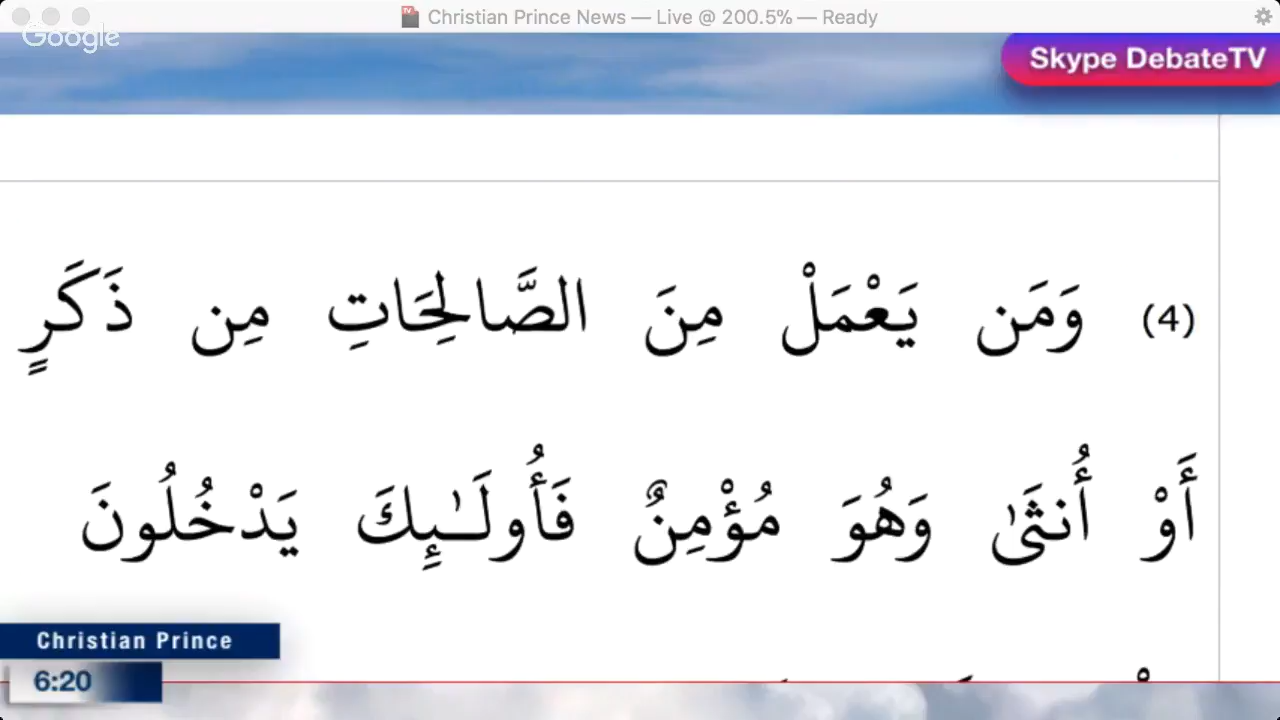 Christian Prince News — Live @ 200.5% — Ready
Google
Skype DebateTV
(4) وَمَن يَعْمَلْ مِنَ الصَّالِحَاتِ مِن ذَكَرٍ
أَوْ أُنثَىٰ وَهُوَ مُؤْمِنٌ فَأُولَـٰئِكَ يَدْخُلُونَ
Christian Prince
6:20